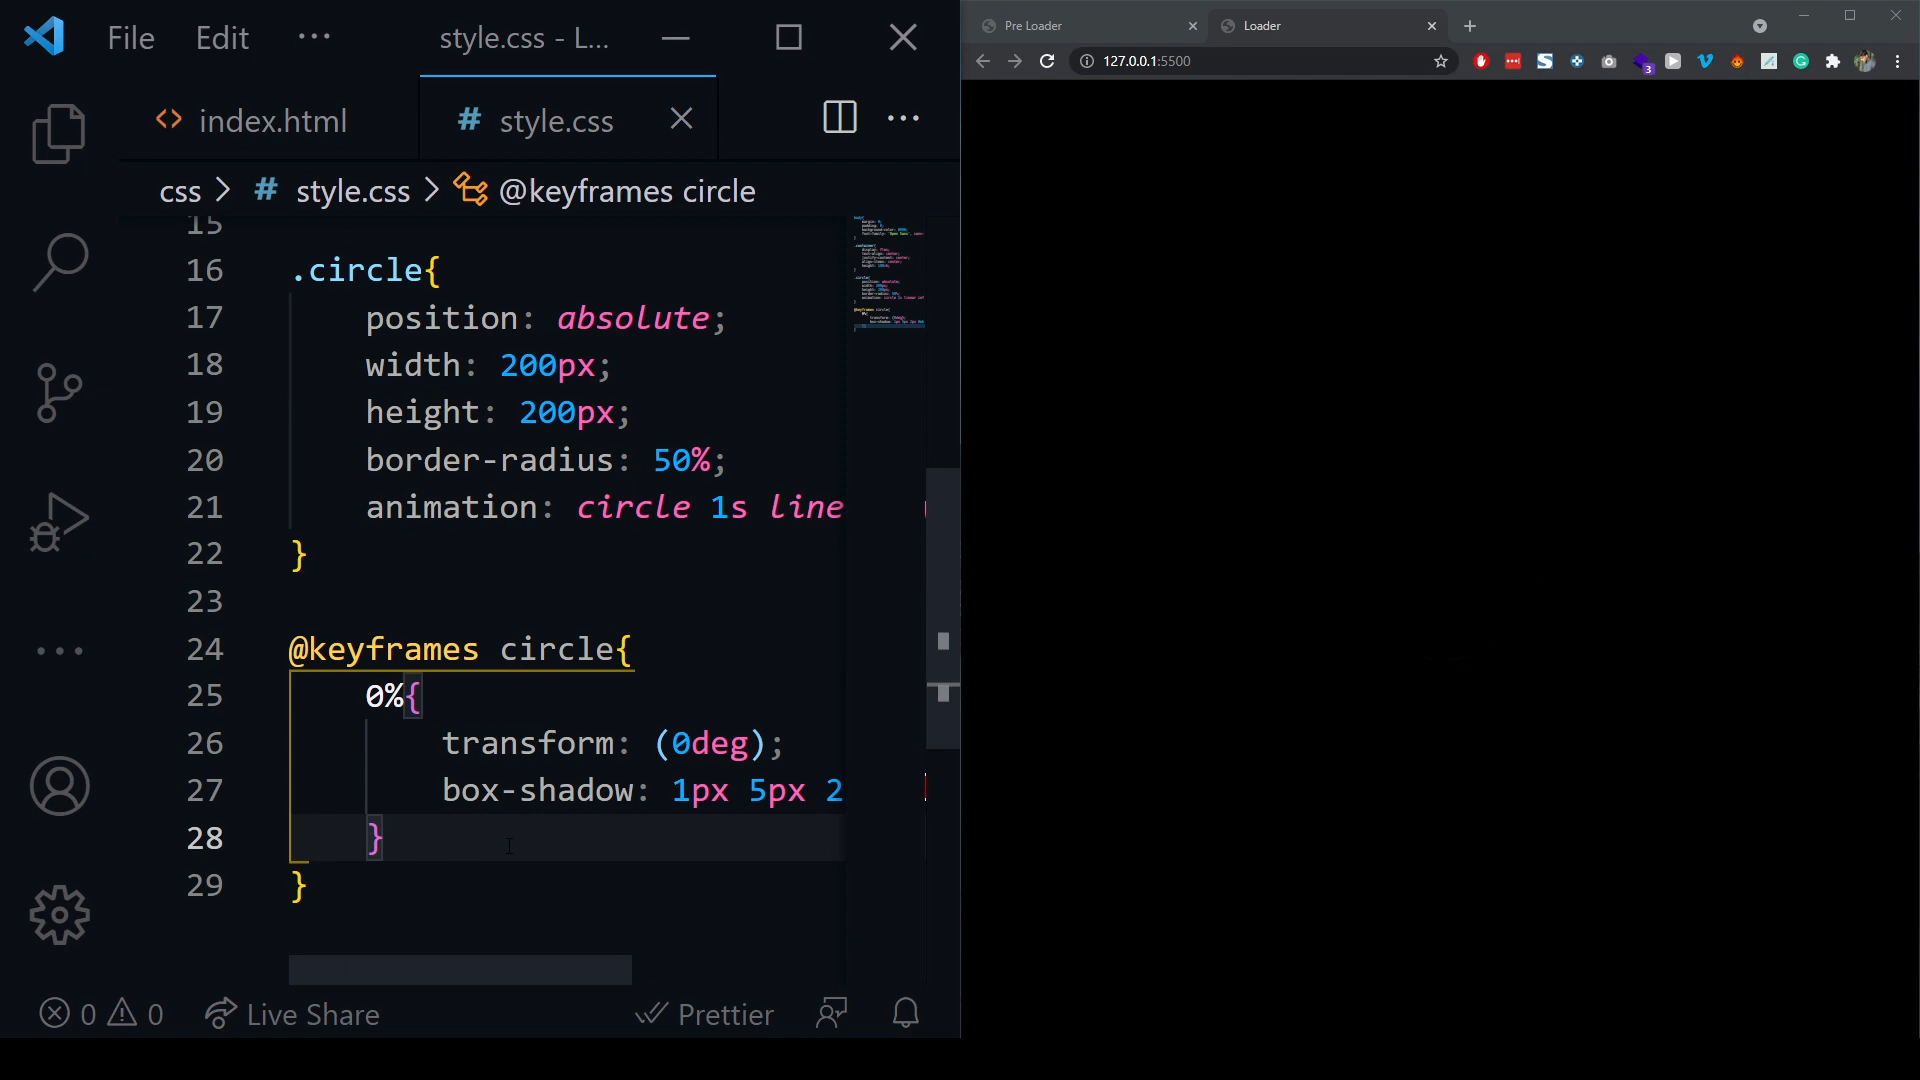 File Edit ··· style.css - L...
index.html # style.css
css > # style.css > @keyframes circle
15
16 .circle{
17 position: absolute;
18 width: 200px;
19 height: 200px;
20 border-radius: 50%;
21 animation: circle 1s line
22 }
23
24 @keyframes circle{
25 0%{
26 transform: (0deg);
27 box-shadow: 1px 5px 2
28 }
29 }
0 0 Live Share Prettier
Pre Loader Loader
127.0.0.1:5500
3